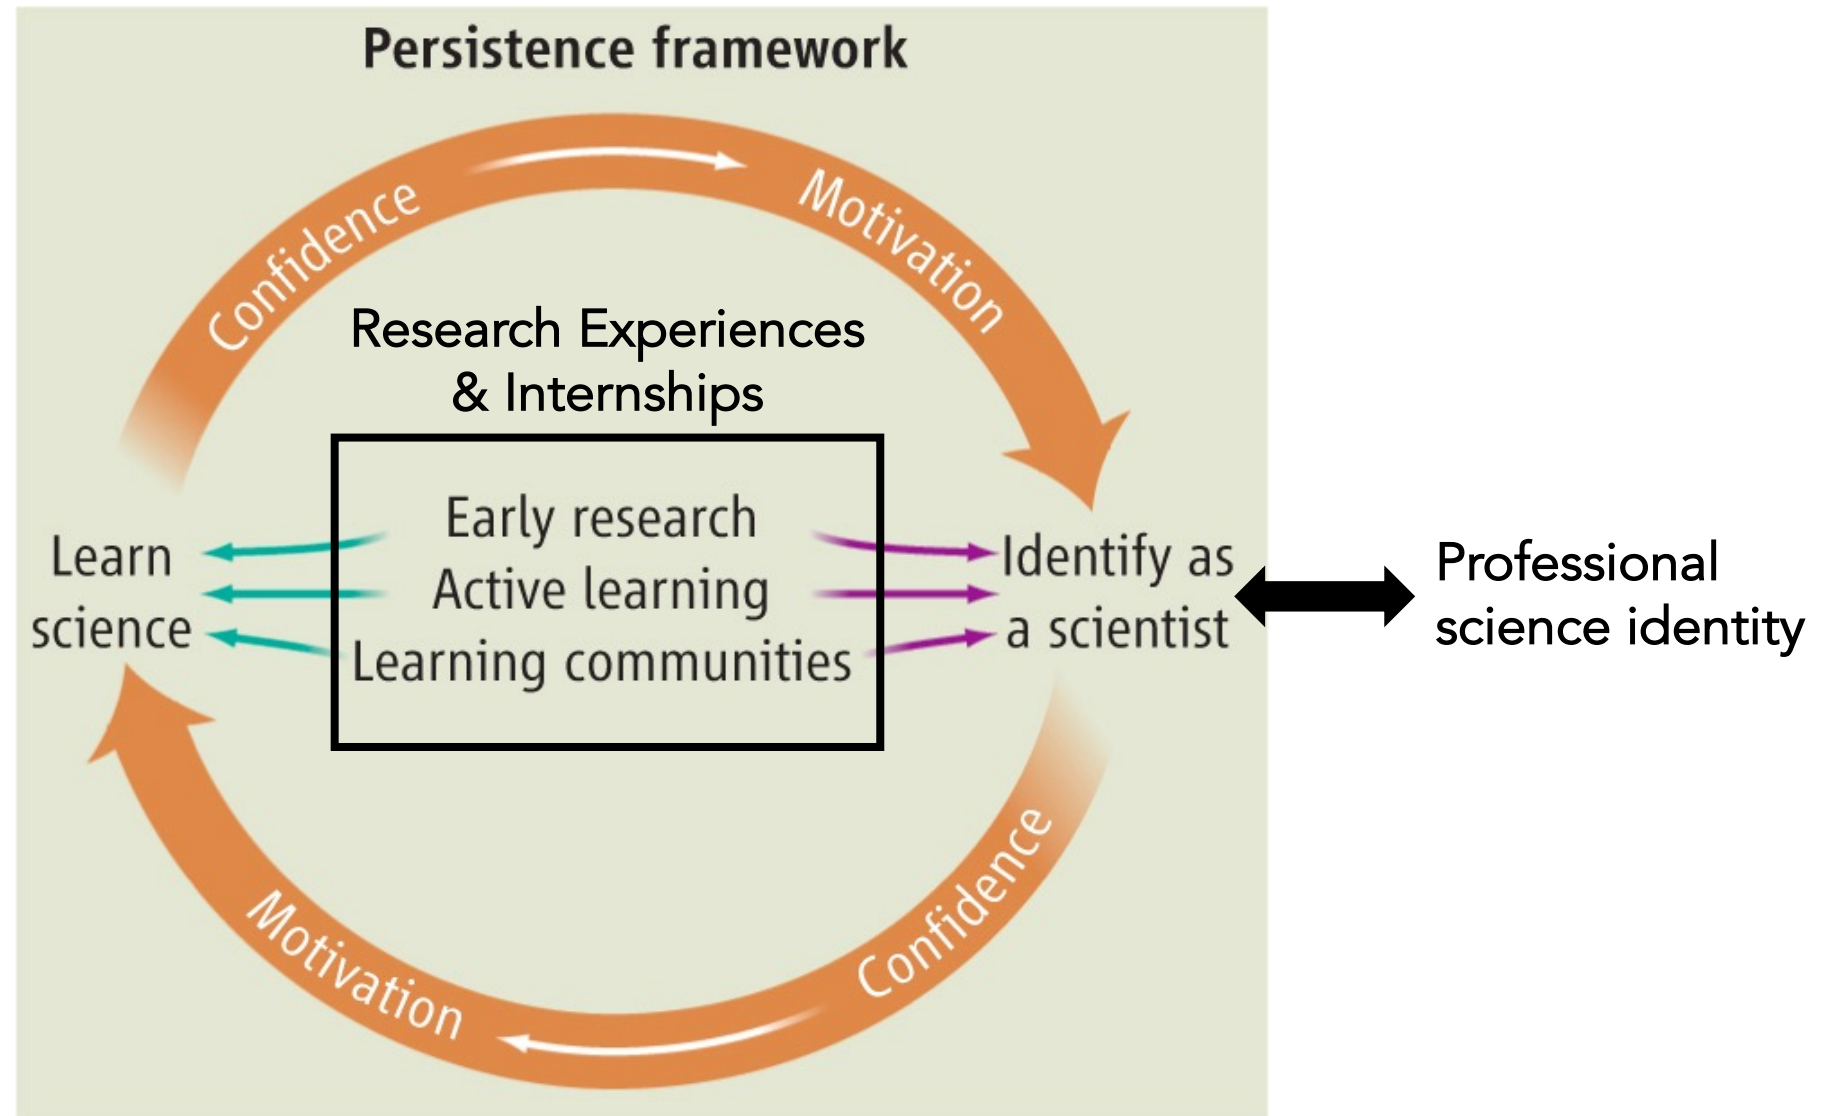 Persistence framework
Confidence
Motivation
Research Experiences
& Internships
Early research
Active learning
Learning communities
Learn
science
Identify as
a scientist
Professional
science identity
Motivation
Confidence